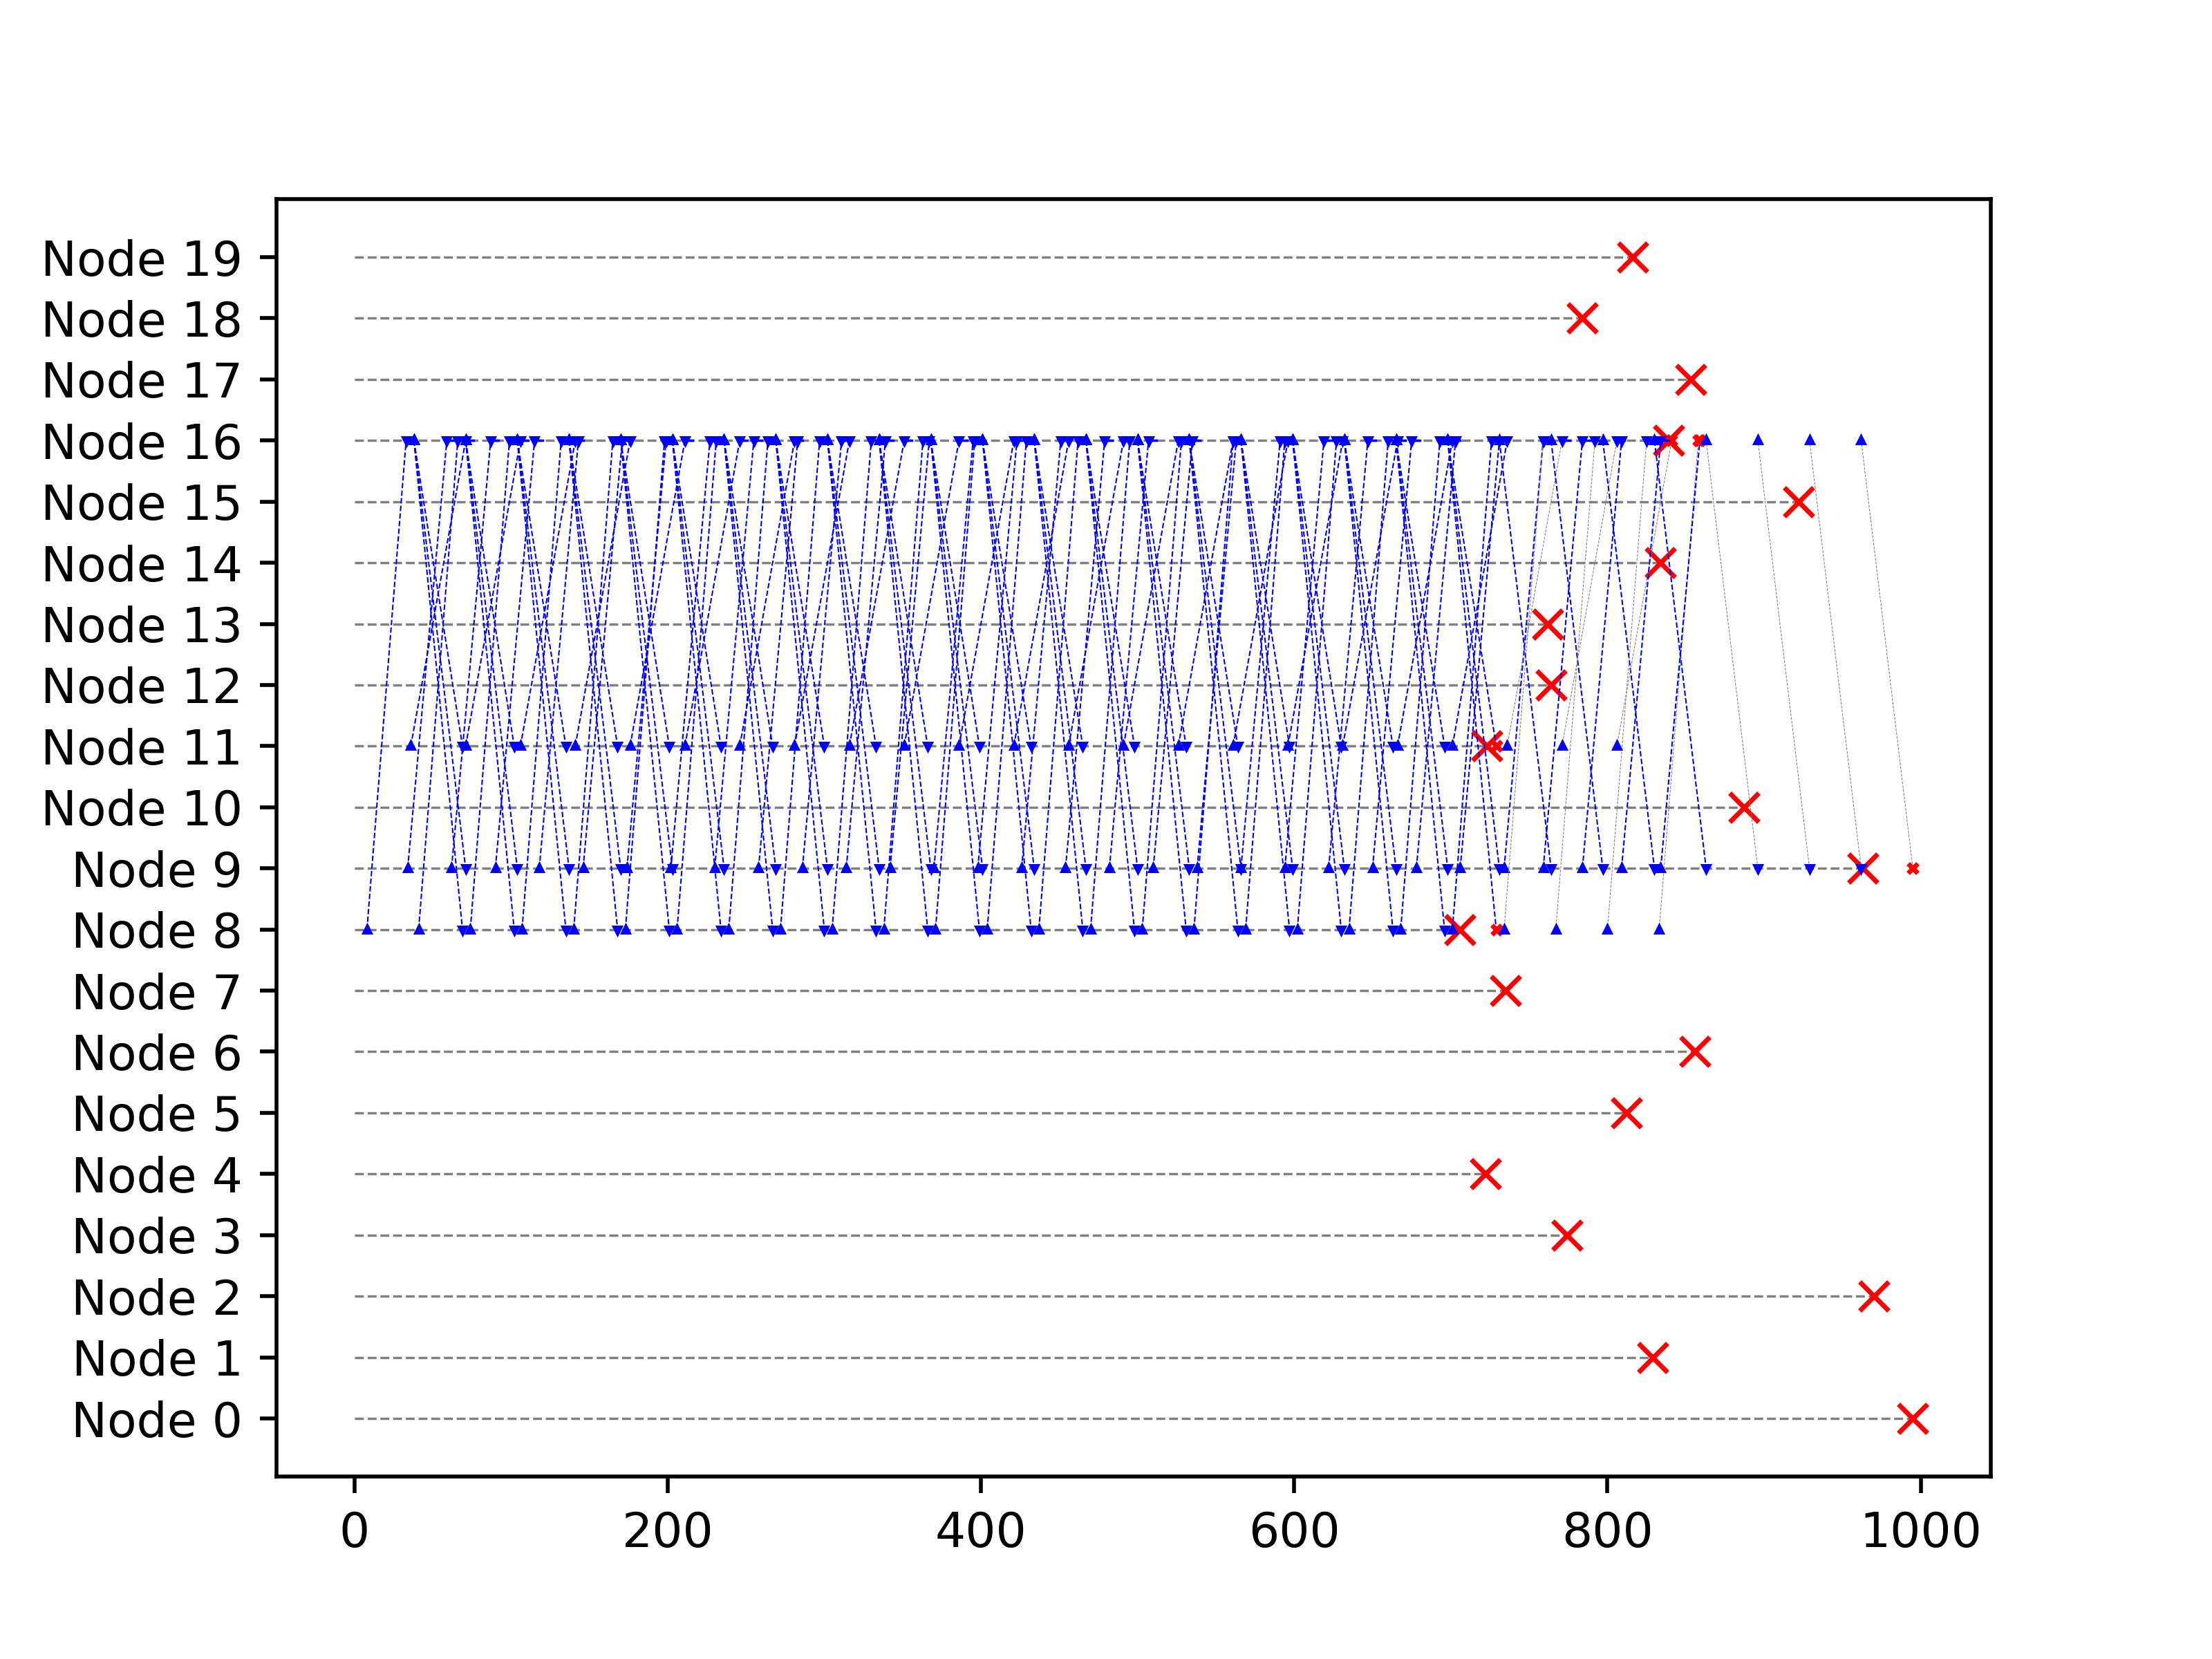 Node 19
Node 18
Node 17
Node 16
Node 15
Node 14
Node 13
Node 12
Node 11
Node 10
Node 9
Node 8
Node 7
Node 6
Node 5
Node 4
Node 3
Node 2
Node 1
Node 0
0 200 400 600 800 1000